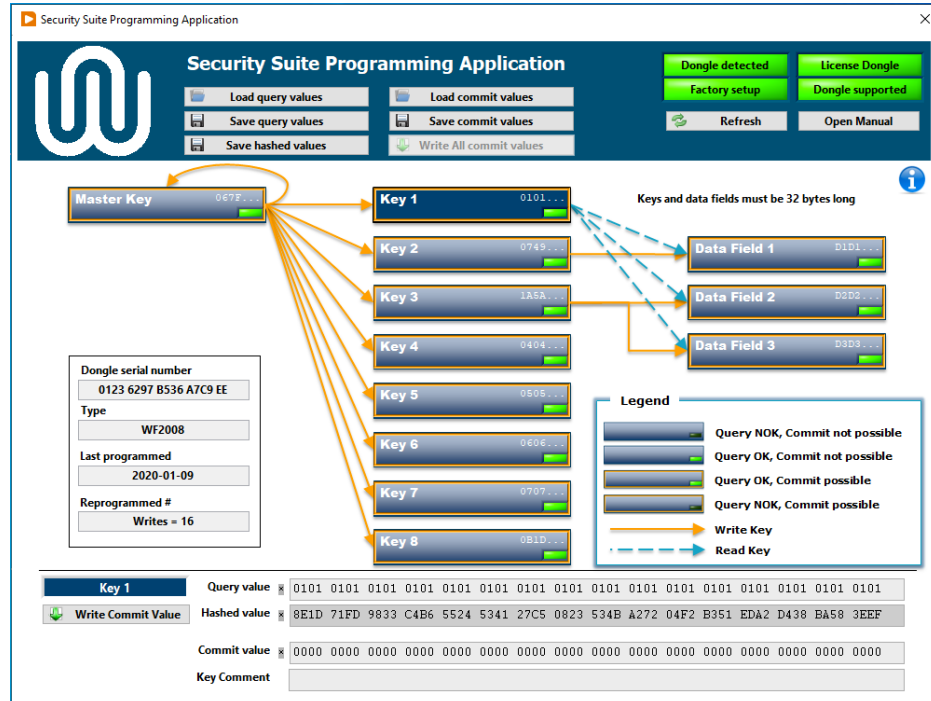 Security Suite Programming Application
Security Suite Programming Application
Load query values
Load commit values
Save query values
Save commit values
Save hashed values
Write All commit values
Dongle detected
License Dongle
Factory setup
Dongle supported
Refresh
Open Manual
Keys and data fields must be 32 bytes long
Master Key 067F...
Key 1 0101...
Key 2 0749...
Data Field 1 D1D1...
Key 3 1A5A...
Data Field 2 D2D2...
Key 4 0404...
Data Field 3 D3D3...
Key 5 0505...
Key 6 0606...
Key 7 0707...
Key 8 0B1D...
Dongle serial number
0123 6297 B536 A7C9 EE
Type
WF2008
Last programmed
2020-01-09
Reprogrammed #
Writes = 16
Legend
Query NOK, Commit not possible
Query OK, Commit not possible
Query OK, Commit possible
Query NOK, Commit possible
Write Key
Read Key
Key 1
Query value x 0101 0101 0101 0101 0101 0101 0101 0101 0101 0101 0101 0101 0101 0101 0101 0101
Write Commit Value
Hashed value x 8E1D 71FD 9833 C4B6 5524 5341 27C5 0823 534B A272 04F2 B351 EDA2 D438 BA58 3EEF
Commit value x 0000 0000 0000 0000 0000 0000 0000 0000 0000 0000 0000 0000 0000 0000 0000 0000
Key Comment